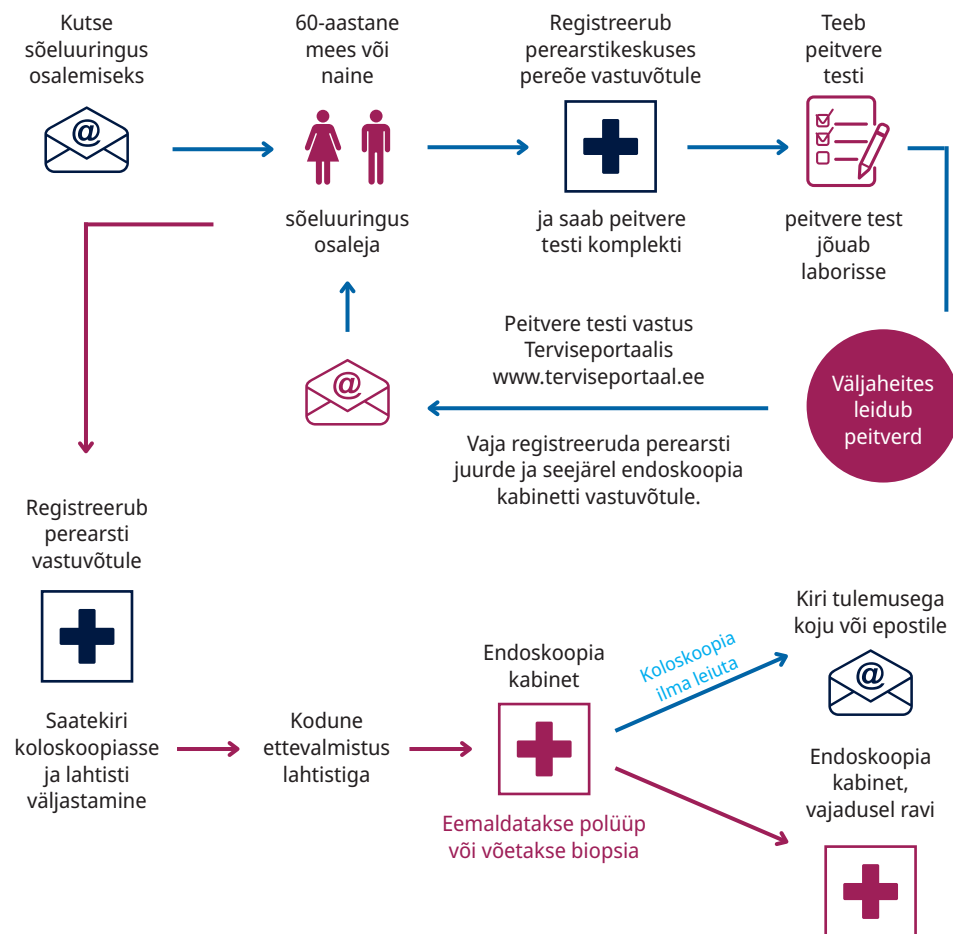 Kutse
sõeluuringus
osalemiseks
@
60-aastane
mees või
naine
sõeluuringus
osaleja
Registreerub
perearstikeskuses
pereõe vastuvõtule
ja saab peitvere
testi komplekti
Teeb
peitvere
testi
peitvere test
jõuab
laborisse
Väljaheites
leidub
peitverd
Peitvere testi vastus
Terviseportaalis
www.terviseportaal.ee
Vaja registreeruda perearsti
juurde ja seejärel endoskoopia
kabinetti vastuvõtule.
@
Registreerub
perearsti
vastuvõtule
Saatekiri
koloskoopiasse
ja lahtisti
väljastamine
Kodune
ettevalmistus
lahtistiga
Endoskoopia
kabinet
Eemaldatakse polüüp
või võetakse biopsia
Koloskoopia
ilma leiuta
Kiri tulemusega
koju või epostile
@
Endoskoopia
kabinet,
vajadusel ravi